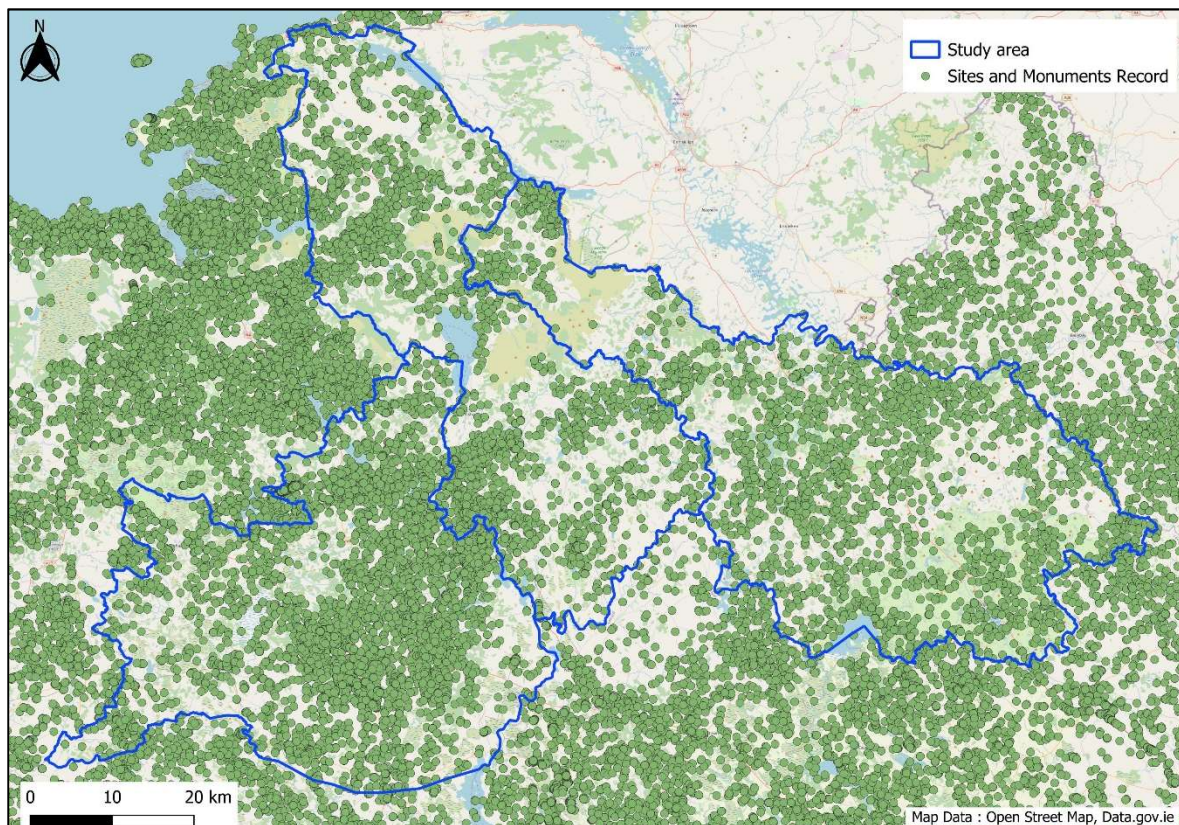 N
Study area
Sites and Monuments Record
0 10 20 km
Map Data : Open Street Map, Data.gov.ie